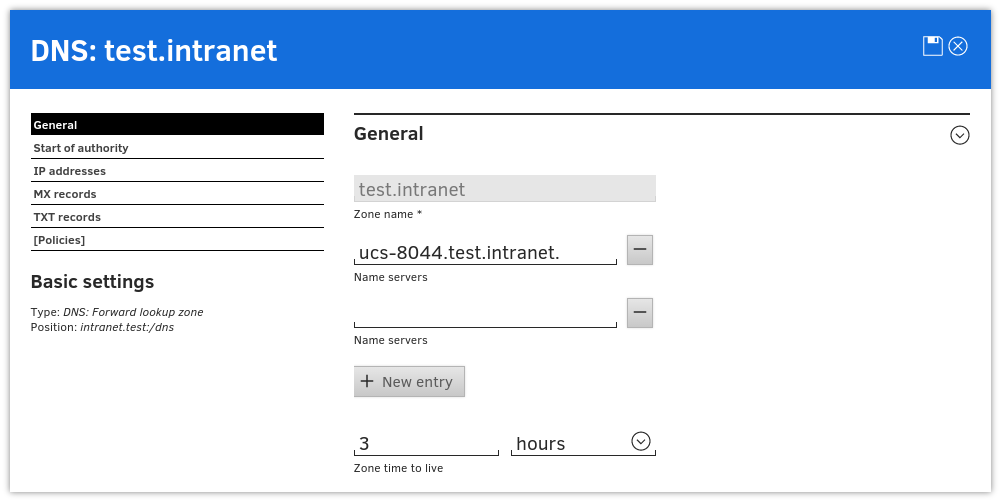 DNS: test.intranet
General
Start of authority
IP addresses
MX records
TXT records
[Policies]
Basic settings
Type: DNS: Forward lookup zone
Position: intranet.test:/dns
General
test.intranet
Zone name *
ucs-8044.test.intranet.
Name servers
Name servers
+ New entry
3 hours
Zone time to live